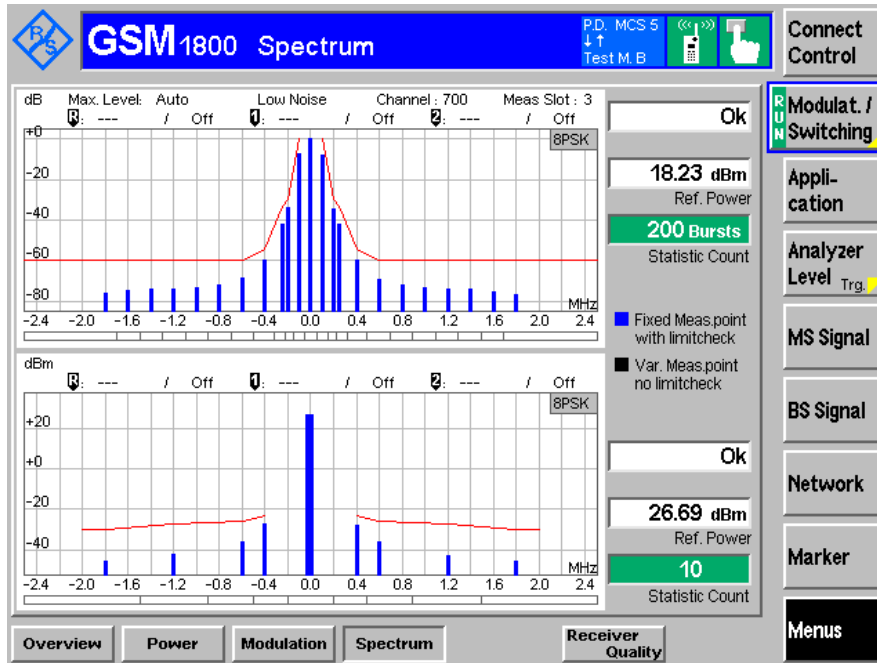 R/S
GSM 1800 Spectrum
P.D. MCS 5
↓↑
Test M. B
Connect Control
dB Max. Level: Auto Low Noise Channel : 700 Meas Slot : 3
R: --- / Off 1: --- / Off 2: --- / Off
8PSK
+0
-20
-40
-60
-80
MHz
-2.4 -2.0 -1.6 -1.2 -0.8 -0.4 0.0 0.4 0.8 1.2 1.6 2.0 2.4
Ok
18.23 dBm
Ref. Power
200 Bursts
Statistic Count
Fixed Meas.point
with limitcheck
Var. Meas.point
no limitcheck
dBm
R: --- / Off 1: --- / Off 2: --- / Off
8PSK
+20
+0
-20
-40
MHz
-2.4 -2.0 -1.6 -1.2 -0.8 -0.4 0.0 0.4 0.8 1.2 1.6 2.0 2.4
Ok
26.69 dBm
Ref. Power
10
Statistic Count
RUN
Modulat. /
Switching
Appli-
cation
Analyzer
Level Trg.
MS Signal
BS Signal
Network
Marker
Menus
Overview
Power
Modulation
Spectrum
Receiver
Quality